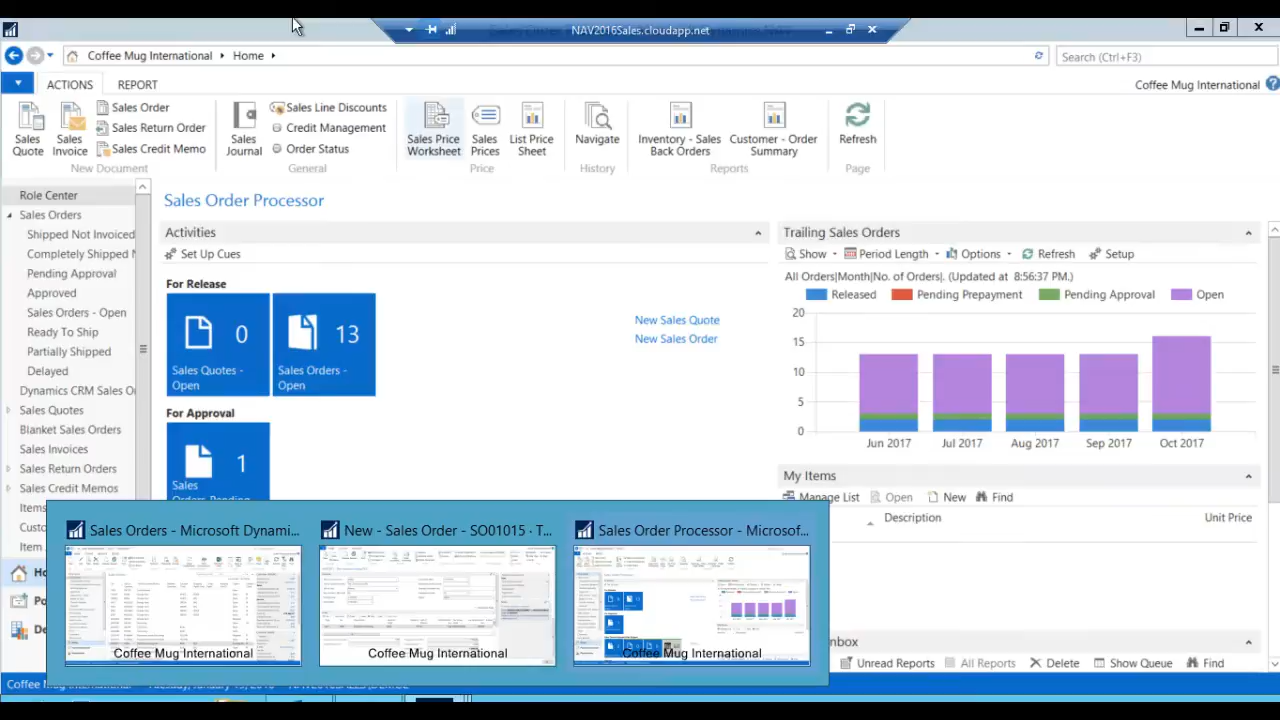 NAV2016Sales.cloudapp.net
Coffee Mug International ▸ Home ▸
Search (Ctrl+F3)
ACTIONS
REPORT
Coffee Mug International
Sales Quote
Sales Invoice
Sales Order
Sales Return Order
Sales Credit Memo
New Document
Sales Journal
Sales Line Discounts
Credit Management
Order Status
General
Sales Price Worksheet
Sales Prices
List Price Sheet
Price
Navigate
History
Inventory - Sales Back Orders
Customer - Order Summary
Reports
Refresh
Page
Role Center
Sales Orders
Shipped Not Invoiced
Completely Shipped
Pending Approval
Approved
Sales Orders - Open
Ready To Ship
Partially Shipped
Delayed
Dynamics CRM Sales Or
Sales Quotes
Blanket Sales Orders
Sales Invoices
Sales Return Orders
Sales Credit Memos
Items
Custo
Item
Sales Order Processor
Activities
Set Up Cues
For Release
0
Sales Quotes - Open
13
Sales Orders - Open
New Sales Quote
New Sales Order
For Approval
1
Sales
Trailing Sales Orders
Show
Period Length
Options
Refresh
Setup
All Orders|Month|No. of Orders|. (Updated at 8:56:37 PM.)
Released
Pending Prepayment
Pending Approval
Open
20
15
10
5
0
Jun 2017
Jul 2017
Aug 2017
Sep 2017
Oct 2017
My Items
Manage List
Open
New
Find
Description
Unit Price
Unread Reports
All Reports
Delete
Show Queue
Find
Sales Orders - Microsoft Dynami...
Coffee Mug International
New - Sales Order - SO01015 · T...
Coffee Mug International
Sales Order Processor - Microsof...
Coffee Mug International